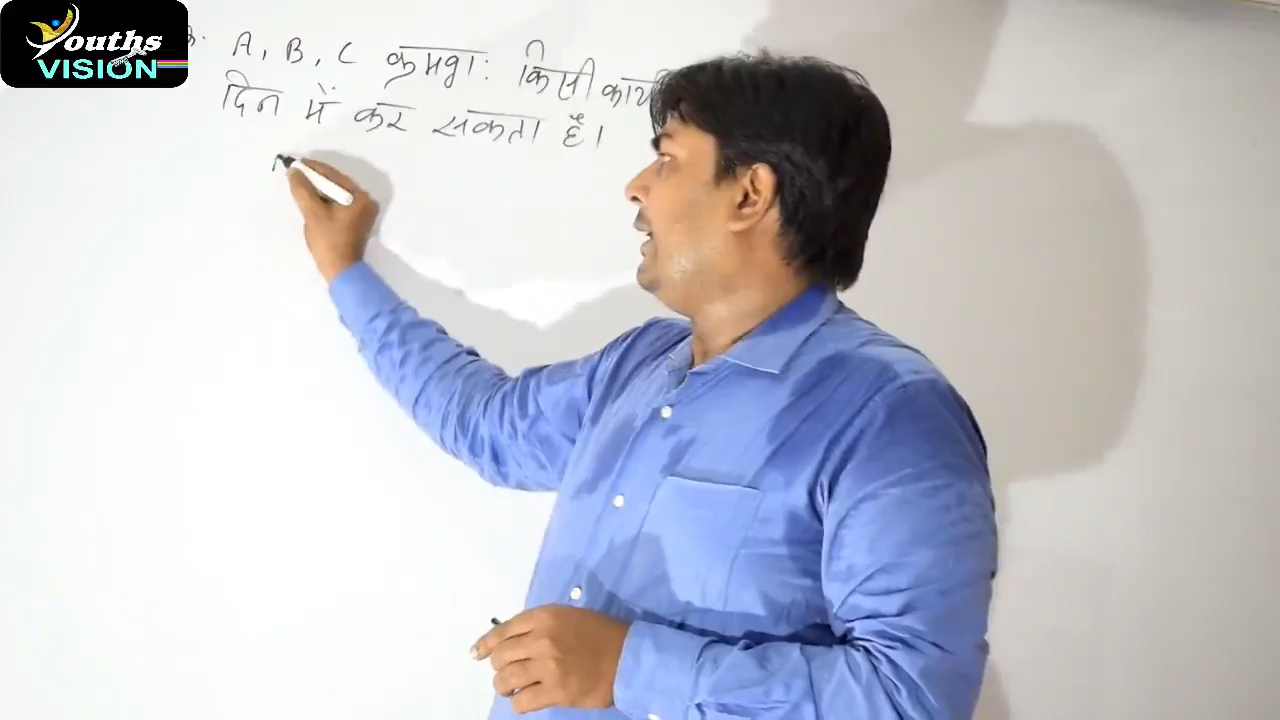 Youths
VISION
A, B, C क्रमशः किसी कार्य
दिन में कर सकता है।